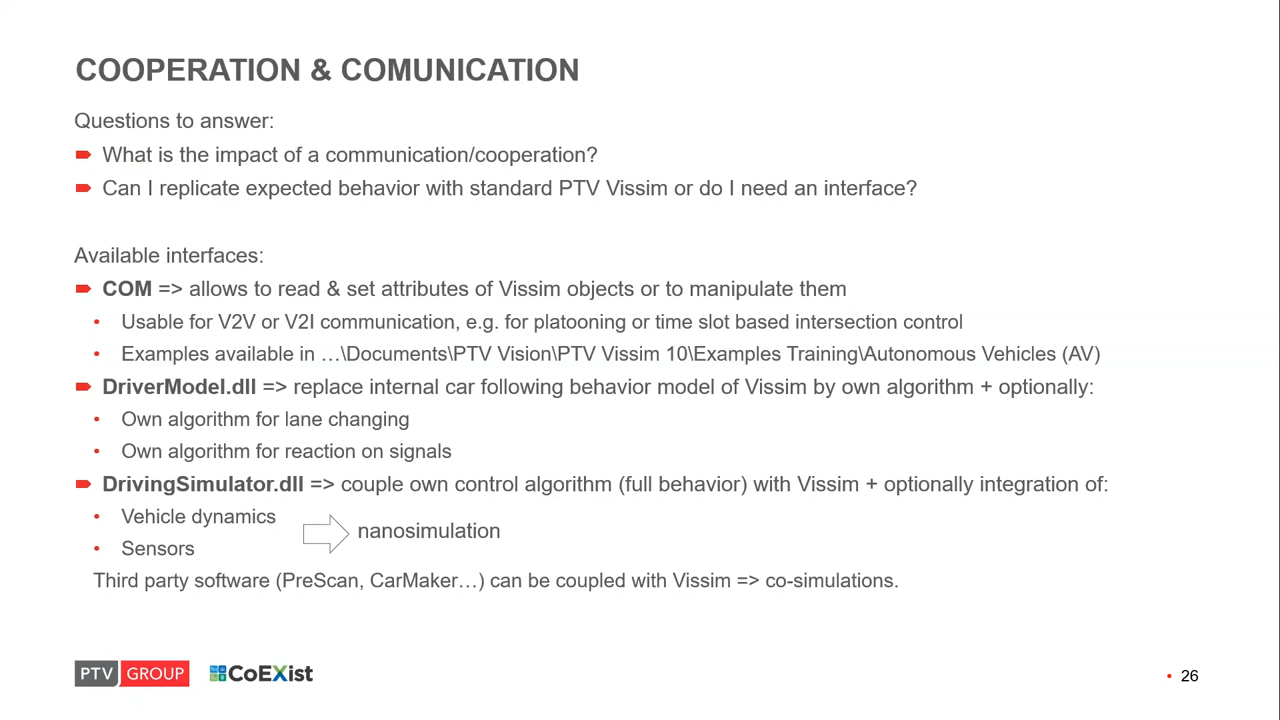 COOPERATION & COMUNICATION
Questions to answer:
What is the impact of a communication/cooperation?
Can I replicate expected behavior with standard PTV Vissim or do I need an interface?
Available interfaces:
COM => allows to read & set attributes of Vissim objects or to manipulate them
• Usable for V2V or V2I communication, e.g. for platooning or time slot based intersection control
• Examples available in …\Documents\PTV Vision\PTV Vissim 10\Examples Training\Autonomous Vehicles (AV)
DriverModel.dll => replace internal car following behavior model of Vissim by own algorithm + optionally:
• Own algorithm for lane changing
• Own algorithm for reaction on signals
DrivingSimulator.dll => couple own control algorithm (full behavior) with Vissim + optionally integration of:
• Vehicle dynamics
nanosimulation
• Sensors
Third party software (PreScan, CarMaker…) can be coupled with Vissim => co-simulations.
PTV GROUP CoEXist
• 26